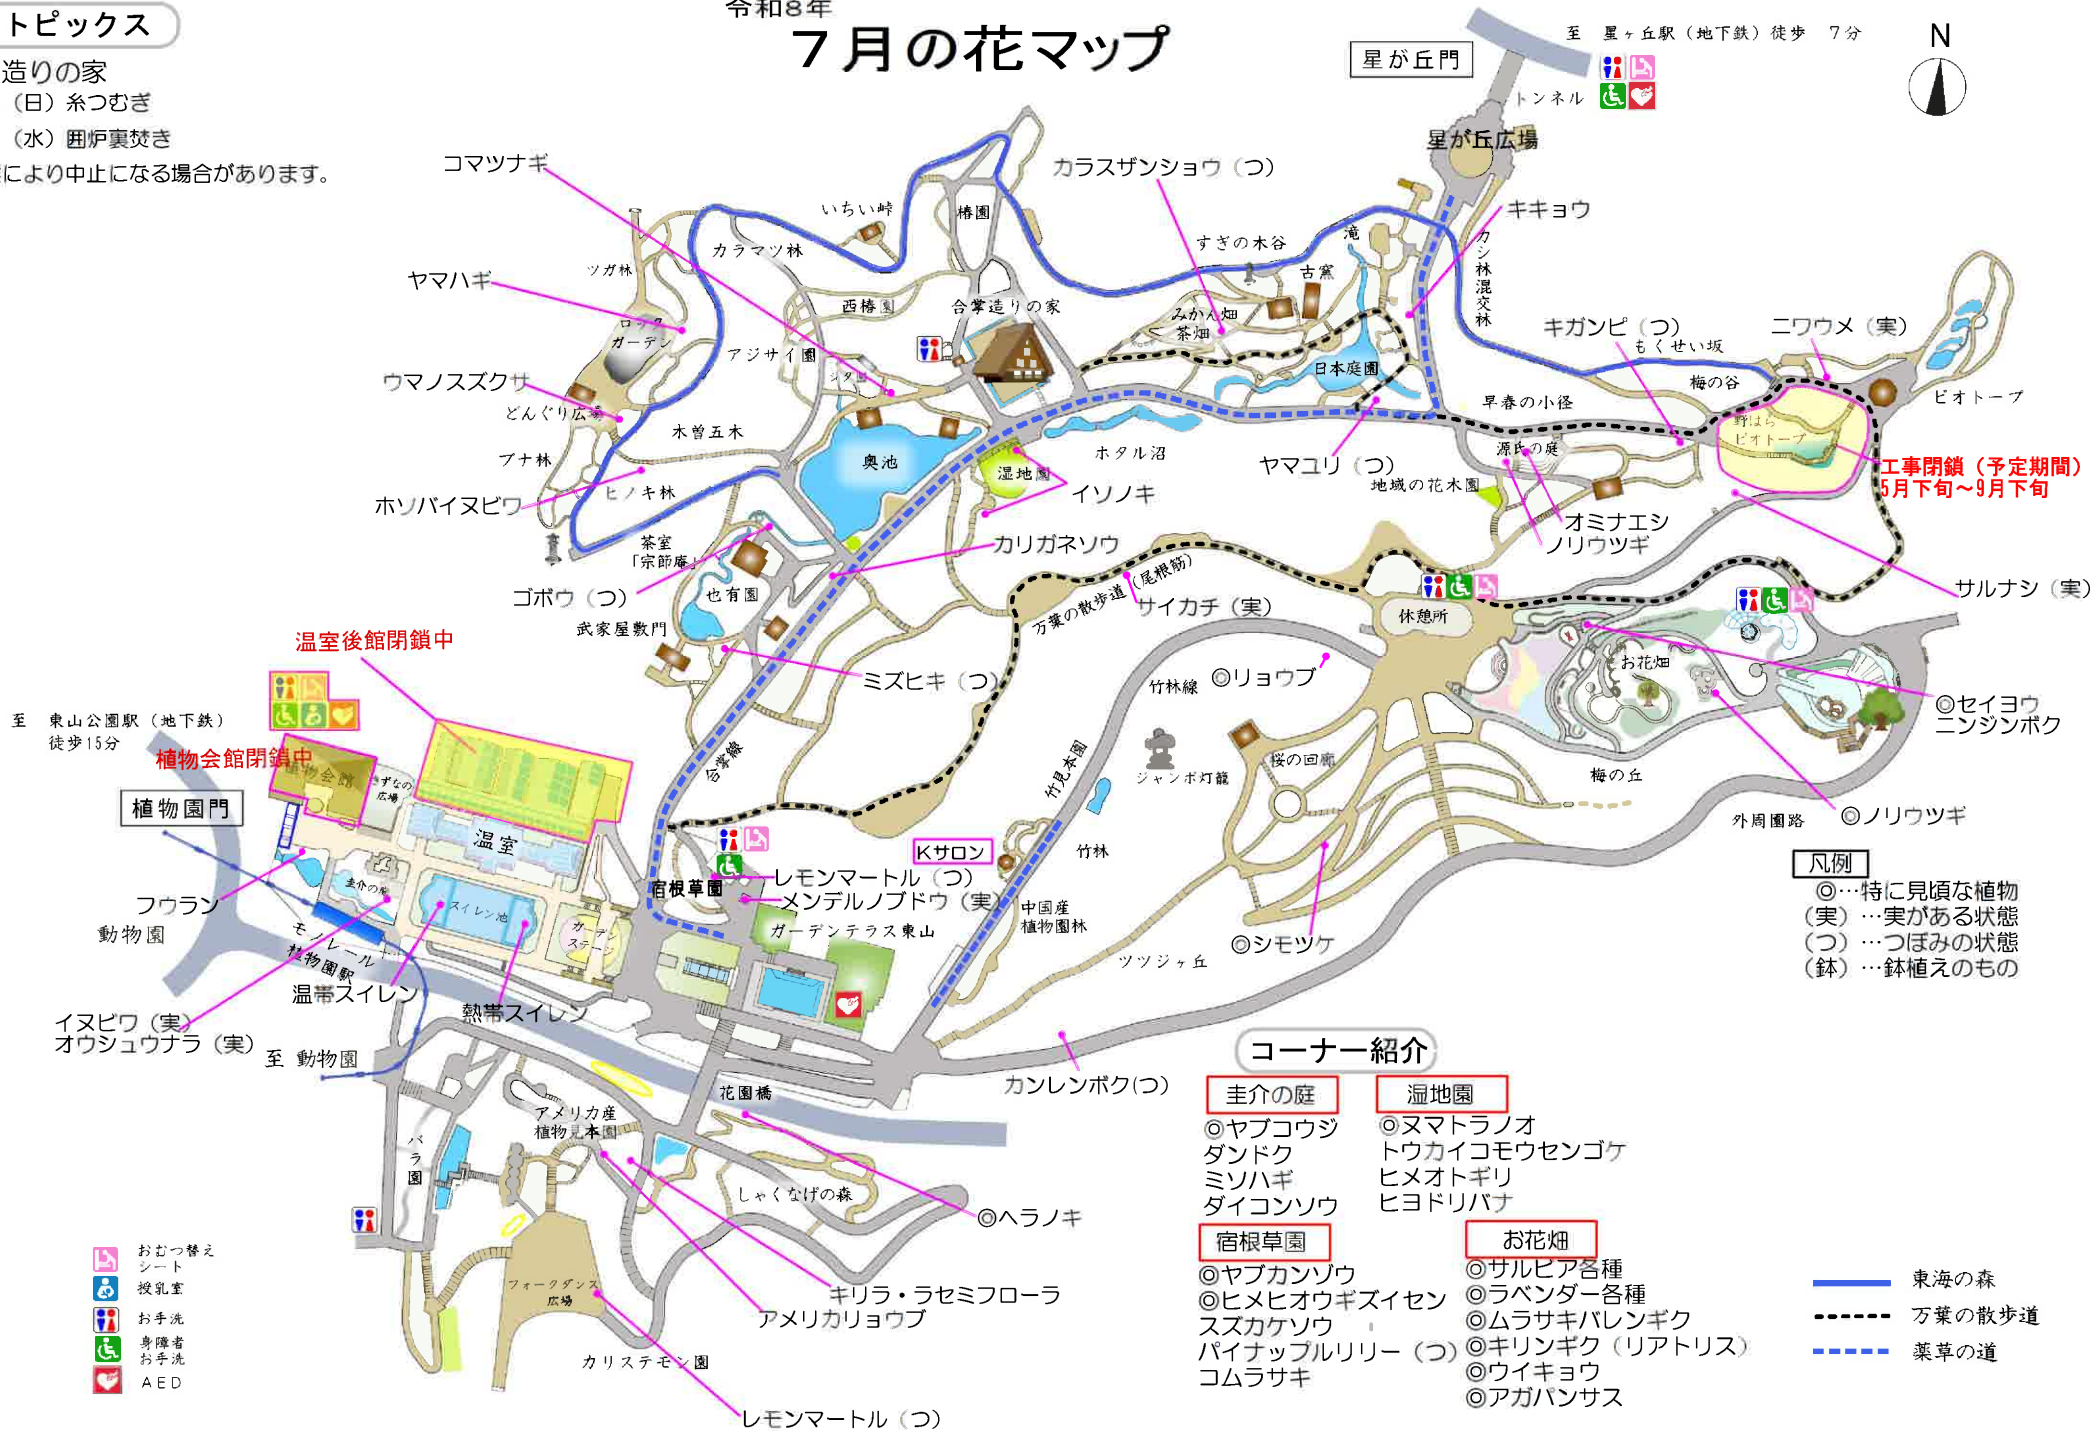 令和8年
7月の花マップ
トピックス
造りの家
（日）糸つむぎ
（水）囲炉裏焚き
により中止になる場合があります。
星が丘門
至　星ヶ丘駅（地下鉄）徒歩　7分
N
トンネル
星が丘広場
コマツナギ
カラスザンショウ（つ）
キキョウ
いちい峠
椿園
カラマツ林
ツガ林
すぎの木谷
滝
古窯
カシ林混交林
ヤマハギ
西椿園
合掌造りの家
みかん畑
茶畑
ロック
ガーデン
アジサイ園
シダ園
日本庭園
キガンピ（つ）
もくせい坂
ニワウメ（実）
梅の谷
ビオトープ
ウマノスズクサ
どんぐり広場
木曽五木
早春の小径
野はら
ビオトープ
ブナ林
奥池
湿地園
ホタル沼
ヤマユリ（つ）
源氏の庭
地域の花木園
工事閉鎖（予定期間）
5月下旬～9月下旬
ホソバイヌビワ
ヒノキ林
イソノキ
オミナエシ
ノリウツギ
茶室
「宗節庵」
カリガネソウ
ゴボウ（つ）
也有園
万葉の散歩道（尾根筋）
サイカチ（実）
休憩所
サルナシ（実）
武家屋敷門
温室後館閉鎖中
ミズヒキ（つ）
竹林線
◎リョウブ
お花畑
◎セイヨウ
ニンジンボク
至　東山公園駅（地下鉄）
徒歩15分
植物会館閉鎖中
植物会館
きずなの
広場
合掌線
竹見本園
ジャンボ灯籠
桜の回廊
梅の丘
植物園門
温室
外周園路
◎ノリウツギ
Kサロン
竹林
宿根草園
レモンマートル（つ）
メンデルノブドウ（実）
圭介の庭
スイレン池
ガーデン
ステージ
ガーデンテラス東山
中国産
植物園林
フウラン
動物園
モノレール
植物園駅
温帯スイレン
熱帯スイレン
ツツジヶ丘
◎シモツケ
凡例
◎…特に見頃な植物
（実）…実がある状態
（つ）…つぼみの状態
（鉢）…鉢植えのもの
イヌビワ（実）
オウシュウナラ（実）
至 動物園
カンレンボク(つ)
花園橋
アメリカ産
植物見本園
バラ園
しゃくなげの森
◎ヘラノキ
キリラ・ラセミフローラ
アメリカリョウブ
フォークダンス
広場
カリステモン園
レモンマートル（つ）
コーナー紹介
圭介の庭
◎ヤブコウジ
ダンドク
ミソハギ
ダイコンソウ
湿地園
◎ヌマトラノオ
トウカイコモウセンゴケ
ヒメオトギリ
ヒヨドリバナ
宿根草園
◎ヤブカンゾウ
◎ヒメヒオウギズイセン
スズカケソウ
パイナップルリリー（つ）
コムラサキ
お花畑
◎サルビア各種
◎ラベンダー各種
◎ムラサキバレンギク
◎キリンギク（リアトリス）
◎ウイキョウ
◎アガパンサス
おむつ替え
シート
授乳室
お手洗
身障者
お手洗
AED
東海の森
万葉の散歩道
薬草の道